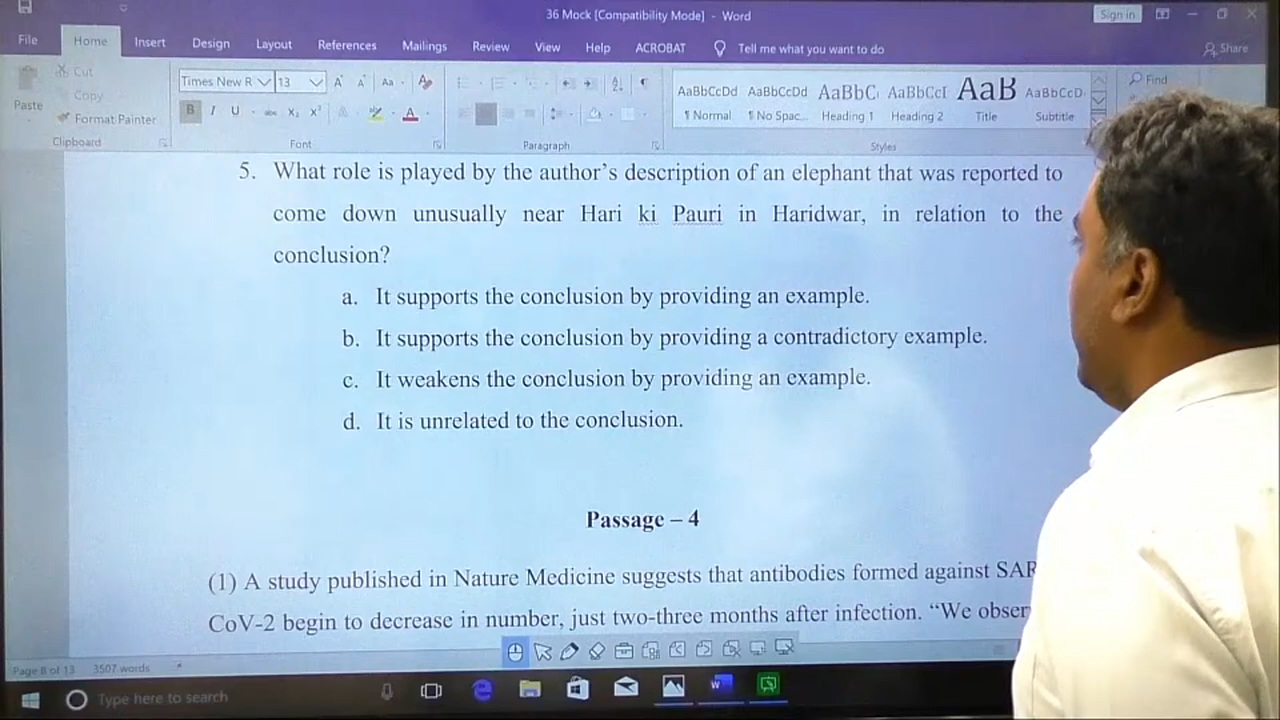 36 Mock [Compatibility Mode] - Word
Sign in
File Home Insert Design Layout References Mailings Review View Help ACROBAT Tell me what you want to do Share
Cut
Copy
Paste
Format Painter
Clipboard
Times New R 13
Font
Paragraph
AaBbCcDd AaBbCcDd AaBbC AaBbCcI AaB AaBbCcD
¶ Normal ¶ No Spac... Heading 1 Heading 2 Title Subtitle
Styles
Find
5. What role is played by the author's description of an elephant that was reported to
come down unusually near Hari ki Pauri in Haridwar, in relation to the
conclusion?
a. It supports the conclusion by providing an example.
b. It supports the conclusion by providing a contradictory example.
c. It weakens the conclusion by providing an example.
d. It is unrelated to the conclusion.
Passage – 4
(1) A study published in Nature Medicine suggests that antibodies formed against SAR
CoV-2 begin to decrease in number, just two-three months after infection. “We obser
Page 8 of 13 3507 words
Type here to search